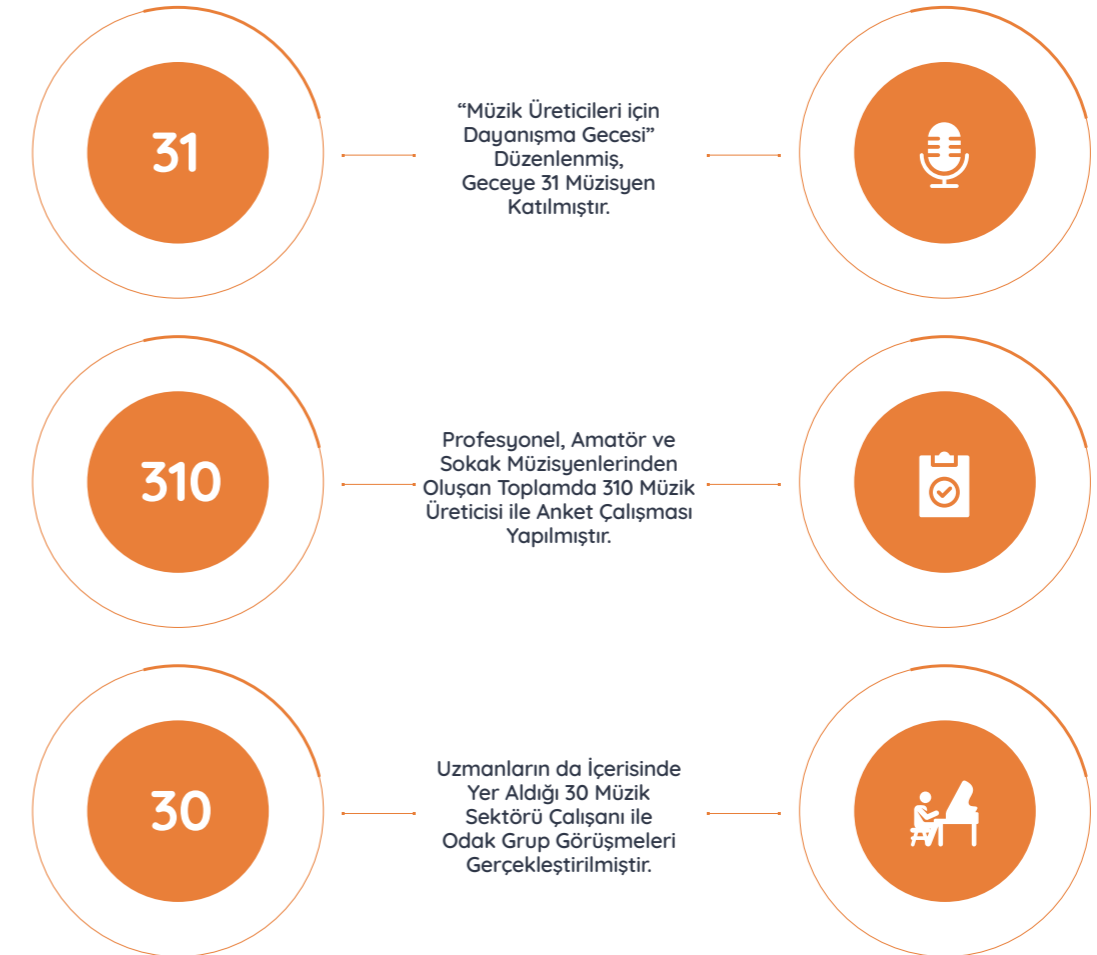 31
“Müzik Üreticileri için
Dayanışma Gecesi”
Düzenlenmiş,
Geceye 31 Müzisyen
Katılmıştır.
310
Profesyonel, Amatör ve
Sokak Müzisyenlerinden
Oluşan Toplamda 310 Müzik
Üreticisi ile Anket Çalışması
Yapılmıştır.
30
Uzmanların da İçerisinde
Yer Aldığı 30 Müzik
Sektörü Çalışanı ile
Odak Grup Görüşmeleri
Gerçekleştirilmiştir.